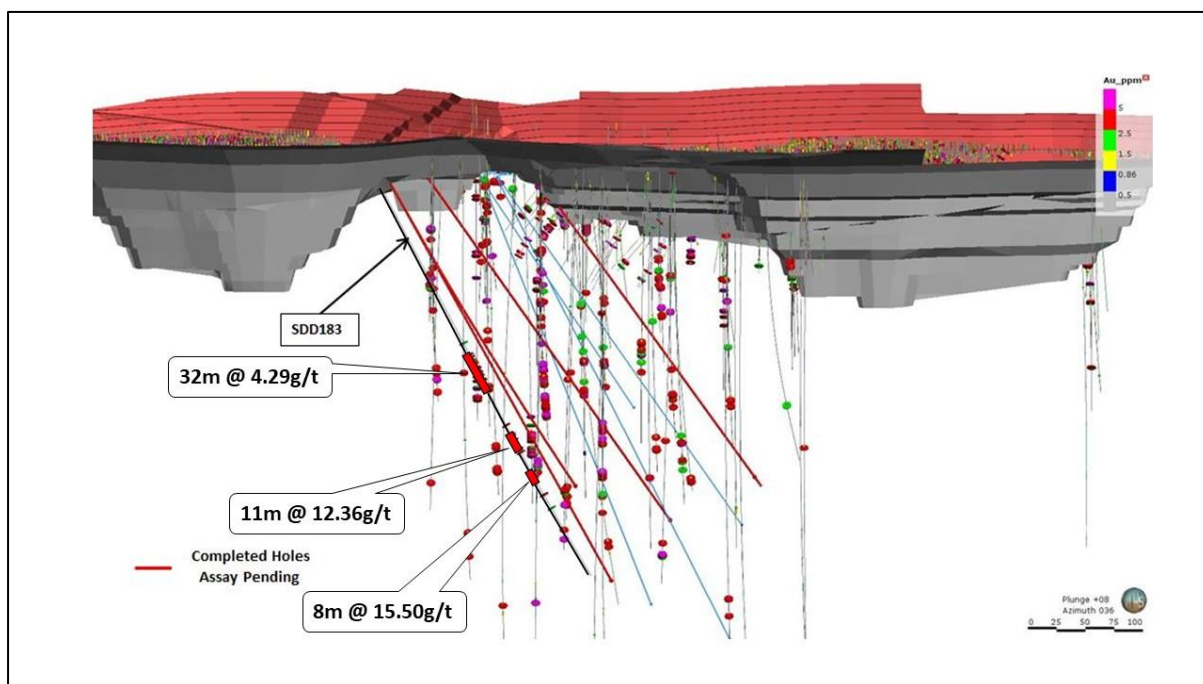 Au_ppm
5
2.5
1.5
0.86
0.5
SDD183
32m @ 4.29g/t
11m @ 12.36g/t
Completed Holes
Assay Pending
8m @ 15.50g/t
Plunge +08
Azimuth 036
0 25 50 75 100